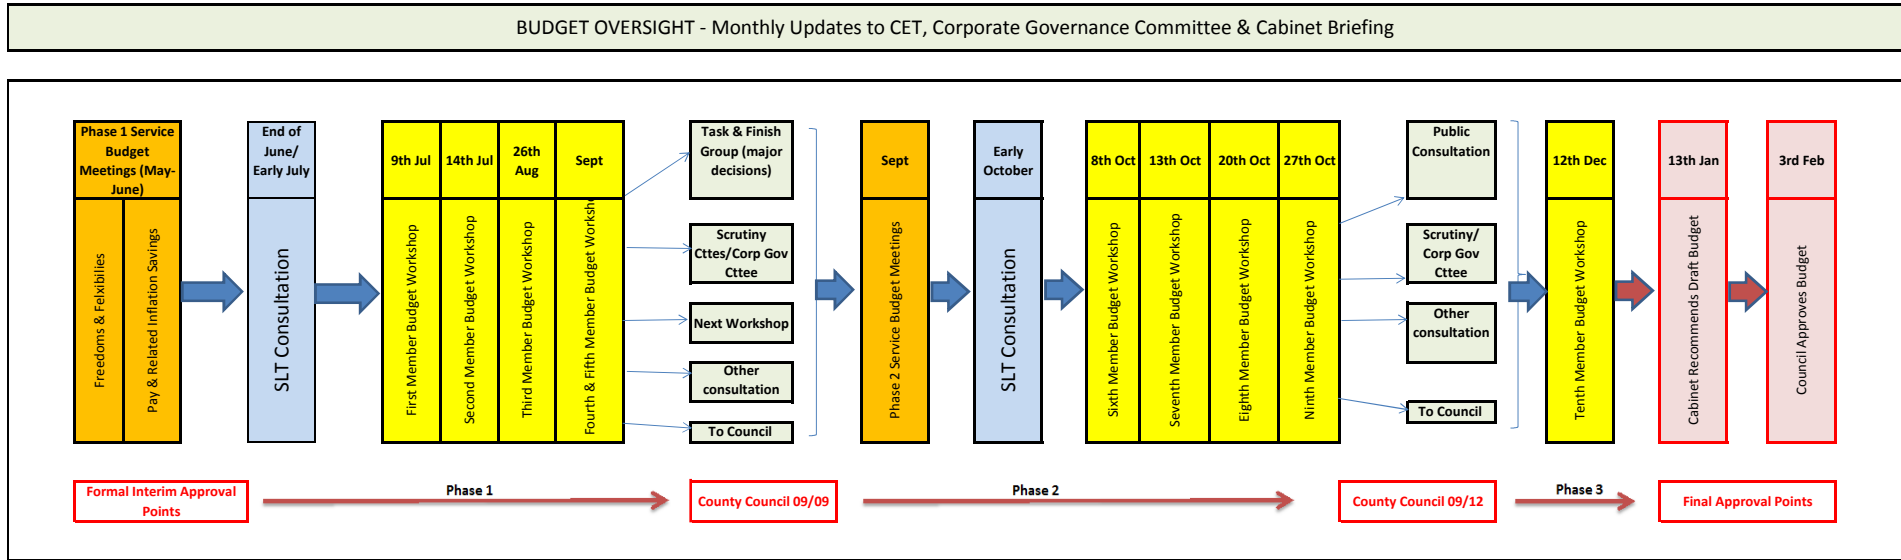 BUDGET OVERSIGHT - Monthly Updates to CET, Corporate Governance Committee & Cabinet Briefing
Phase 1 Service
Budget
Meetings (May-
June)
Freedoms & Felxibilies
Pay & Related Inflation Savings
End of
June/
Early July
SLT Consultation
9th Jul
First Member Budget Workshop
14th Jul
Second Member Budget Workshop
26th
Aug
Third Member Budget Workshop
Sept
Fourth & Fifth Member Budget Worksh
Task & Finish
Group (major
decisions)
Scrutiny
Cttes/Corp Gov
Cttee
Next Workshop
Other
consultation
To Council
Sept
Phase 2 Service Budget Meetings
Early
October
SLT Consultation
8th Oct
Sixth Member Budget Workshop
13th Oct
Seventh Member Budget Workshop
20th Oct
Eighth Member Budget Workshop
27th Oct
Ninth Member Budget Workshop
Public
Consultation
Scrutiny/
Corp Gov
Cttee
Other
consultation
To Council
12th Dec
Tenth Member Budget Workshop
13th Jan
Cabinet Recommends Draft Budget
3rd Feb
Council Approves Budget
Formal Interim Approval
Points
Phase 1
County Council 09/09
Phase 2
County Council 09/12
Phase 3
Final Approval Points